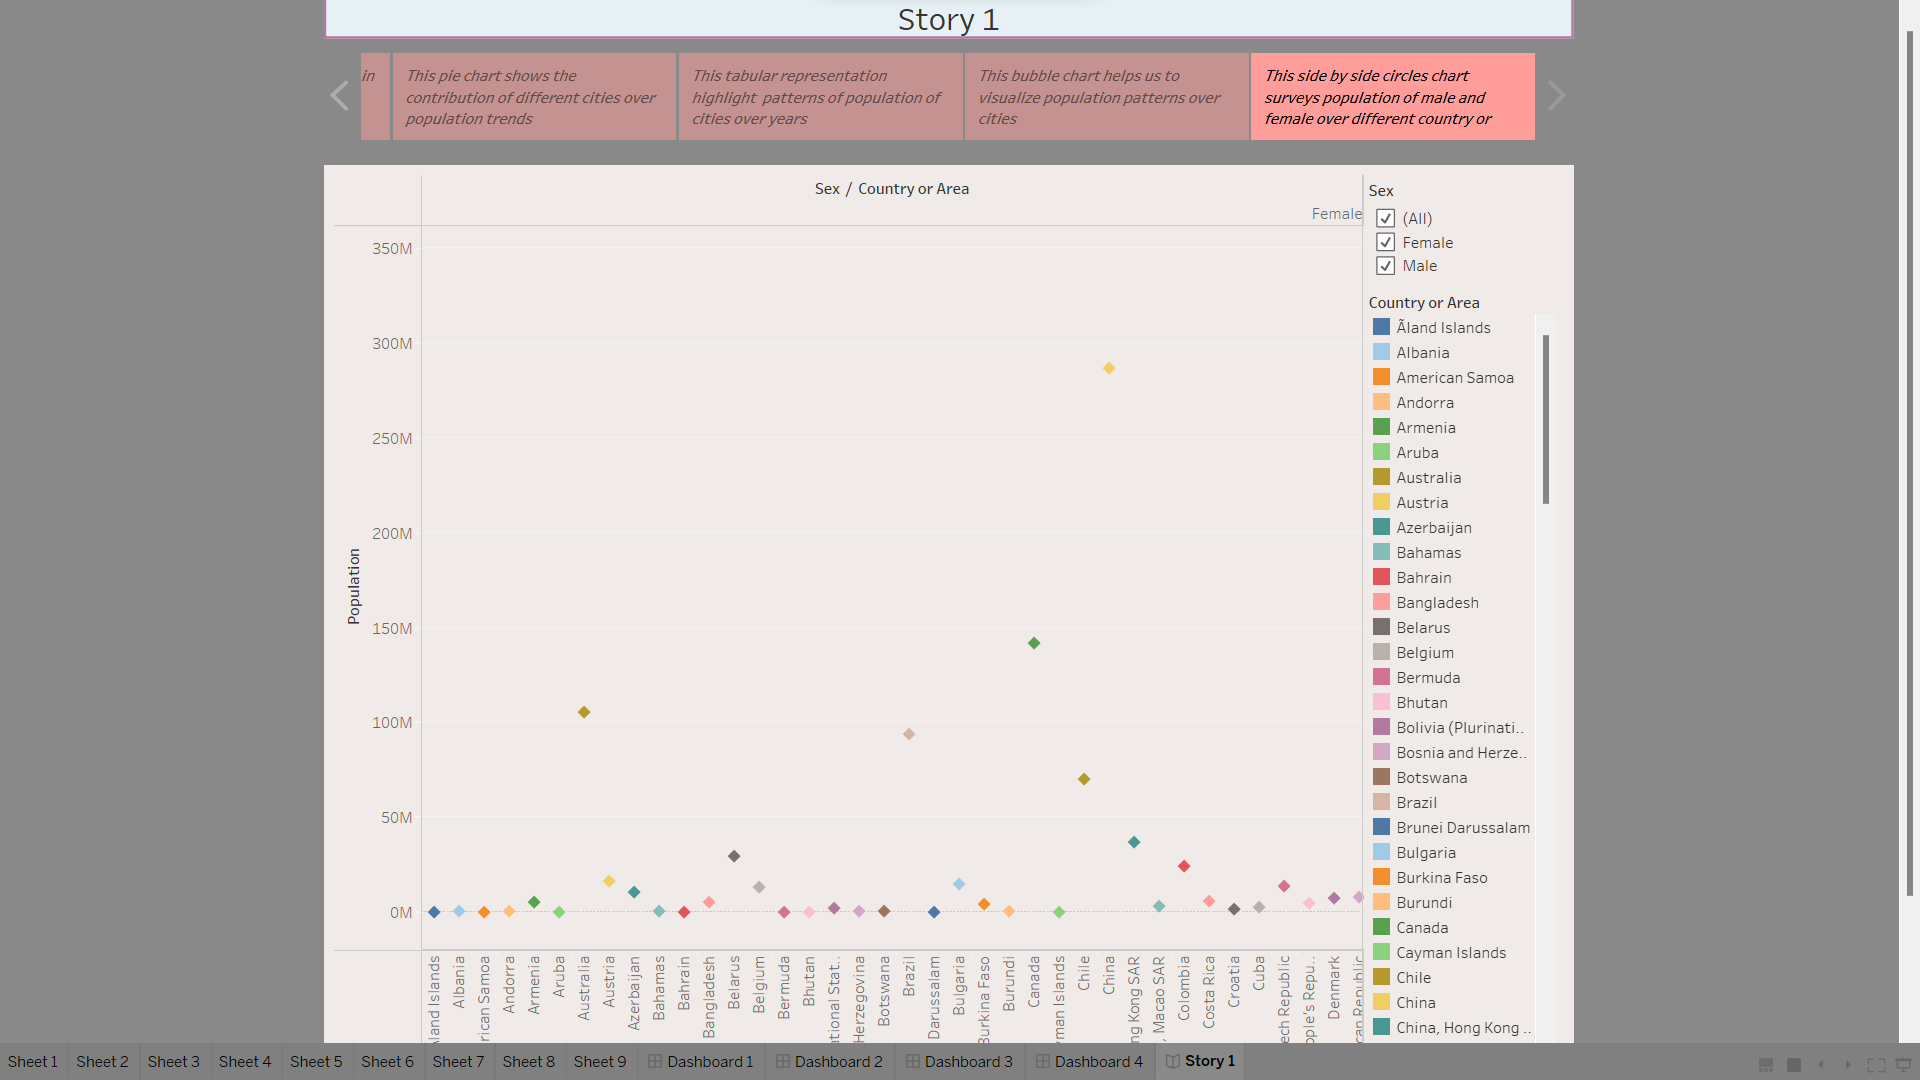 Story 1
in
This pie chart shows the
contribution of different cities over
population trends
This tabular representation
highlight patterns of population of
cities over years
This bubble chart helps us to
visualize population patterns over
cities
This side by side circles chart
surveys population of male and
female over different country or
Sex / Country or Area
Female
350M
300M
250M
200M
150M
100M
50M
0M
Population
land Islands
Albania
rican Samoa
Andorra
Armenia
Aruba
Australia
Austria
Azerbaijan
Bahamas
Bahrain
Bangladesh
Belarus
Belgium
Bermuda
Bhutan
ational Stat..
Herzegovina
Botswana
Brazil
Darussalam
Bulgaria
Burkina Faso
Burundi
Canada
yman Islands
Chile
China
ng Kong SAR
, Macao SAR
Colombia
Costa Rica
Croatia
Cuba
ech Republic
ople's Repu..
Denmark
can Republic
Sex
(All)
Female
Male
Country or Area
Ãland Islands
Albania
American Samoa
Andorra
Armenia
Aruba
Australia
Austria
Azerbaijan
Bahamas
Bahrain
Bangladesh
Belarus
Belgium
Bermuda
Bhutan
Bolivia (Plurinati..
Bosnia and Herze..
Botswana
Brazil
Brunei Darussalam
Bulgaria
Burkina Faso
Burundi
Canada
Cayman Islands
Chile
China
China, Hong Kong ..
Sheet 1
Sheet 2
Sheet 3
Sheet 4
Sheet 5
Sheet 6
Sheet 7
Sheet 8
Sheet 9
Dashboard 1
Dashboard 2
Dashboard 3
Dashboard 4
Story 1